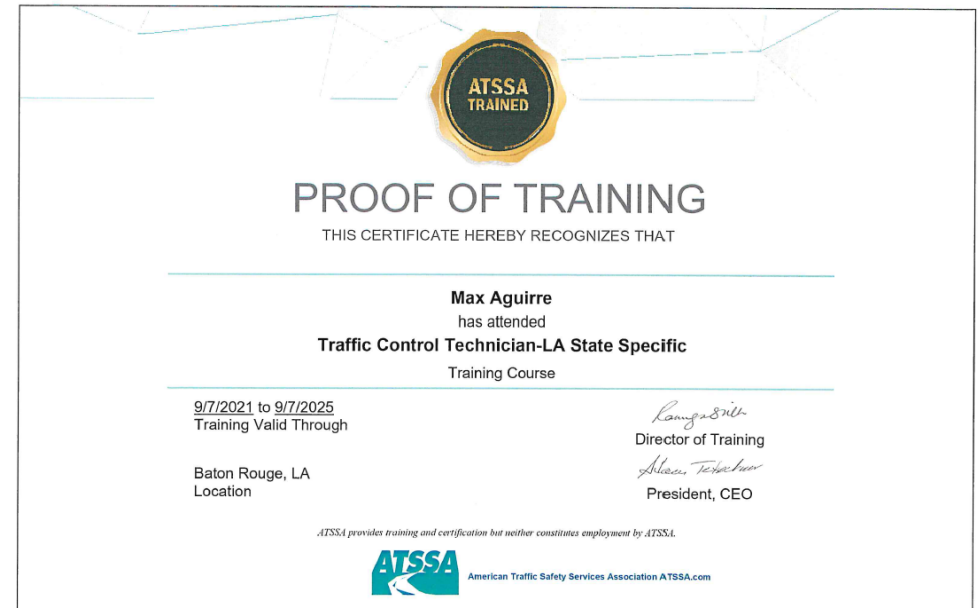 ATSSA
TRAINED
PROOF OF TRAINING
THIS CERTIFICATE HEREBY RECOGNIZES THAT
Max Aguirre
has attended
Traffic Control Technician-LA State Specific
Training Course
9/7/2021 to 9/7/2025
Training Valid Through
Director of Training
Baton Rouge, LA
Location
President, CEO
ATSSA provides training and certification but neither constitutes employment by ATSSA.
ATSSA
American Traffic Safety Services Association ATSSA.com